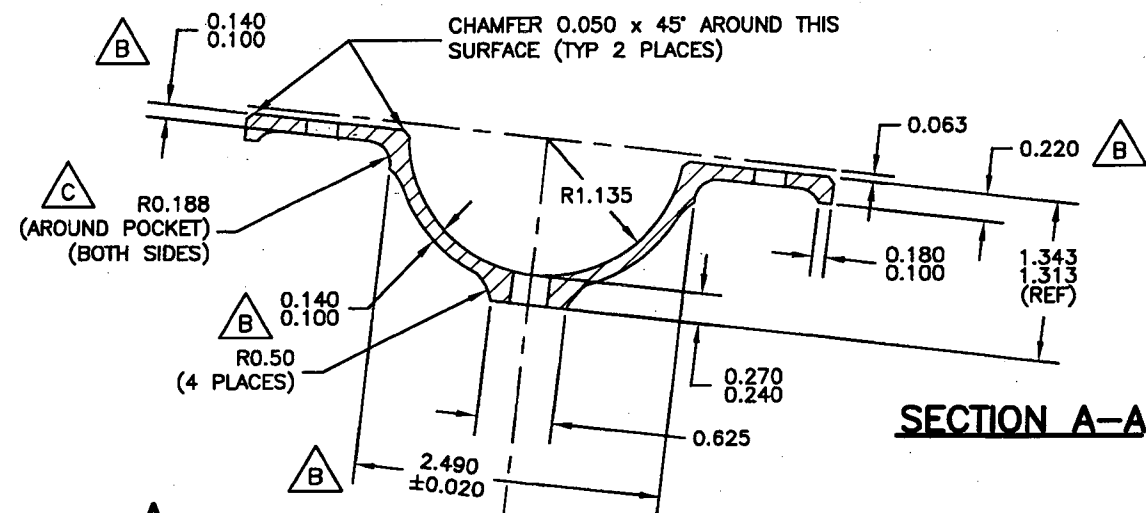 0.140
0.100
B
CHAMFER 0.050 x 45° AROUND THIS
SURFACE (TYP 2 PLACES)
0.063
0.220
B
C
R0.188
(AROUND POCKET)
(BOTH SIDES)
R1.135
0.180
0.100
1.343
1.313
(REF)
B
0.140
0.100
R0.50
(4 PLACES)
0.270
0.240
0.625
SECTION A-A
B
2.490
±0.020
A